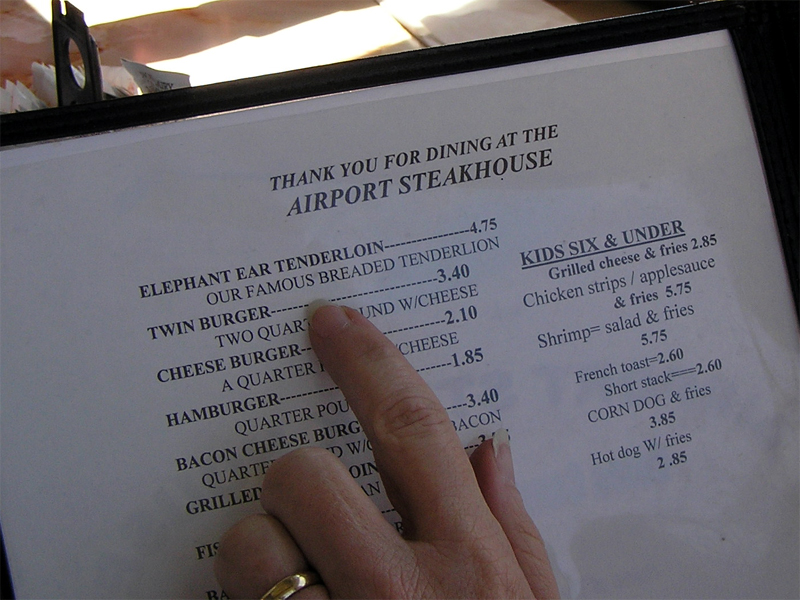 THANK YOU FOR DINING AT THE
AIRPORT STEAKHOUSE
ELEPHANT EAR TENDERLOIN----------------4.75
OUR FAMOUS BREADED TENDERLION
TWIN BURGER--------------------------3.40
TWO UND W/CHEESE
CHEESE BURGER------------------2.10
A QUARTER W/CHEESE
HAMBURGER--------------------1.85
QUARTER
BACON CHEESE 3.40
BACON
GRILLED
KIDS SIX & UNDER
Grilled cheese & fries 2.85
Chicken strips / applesauce
& fries 5.75
Shrimp= salad & fries
5.75
French toast=2.60
Short stack===2.60
CORN DOG & fries
3.85
Hot dog W/ fries
2 .85